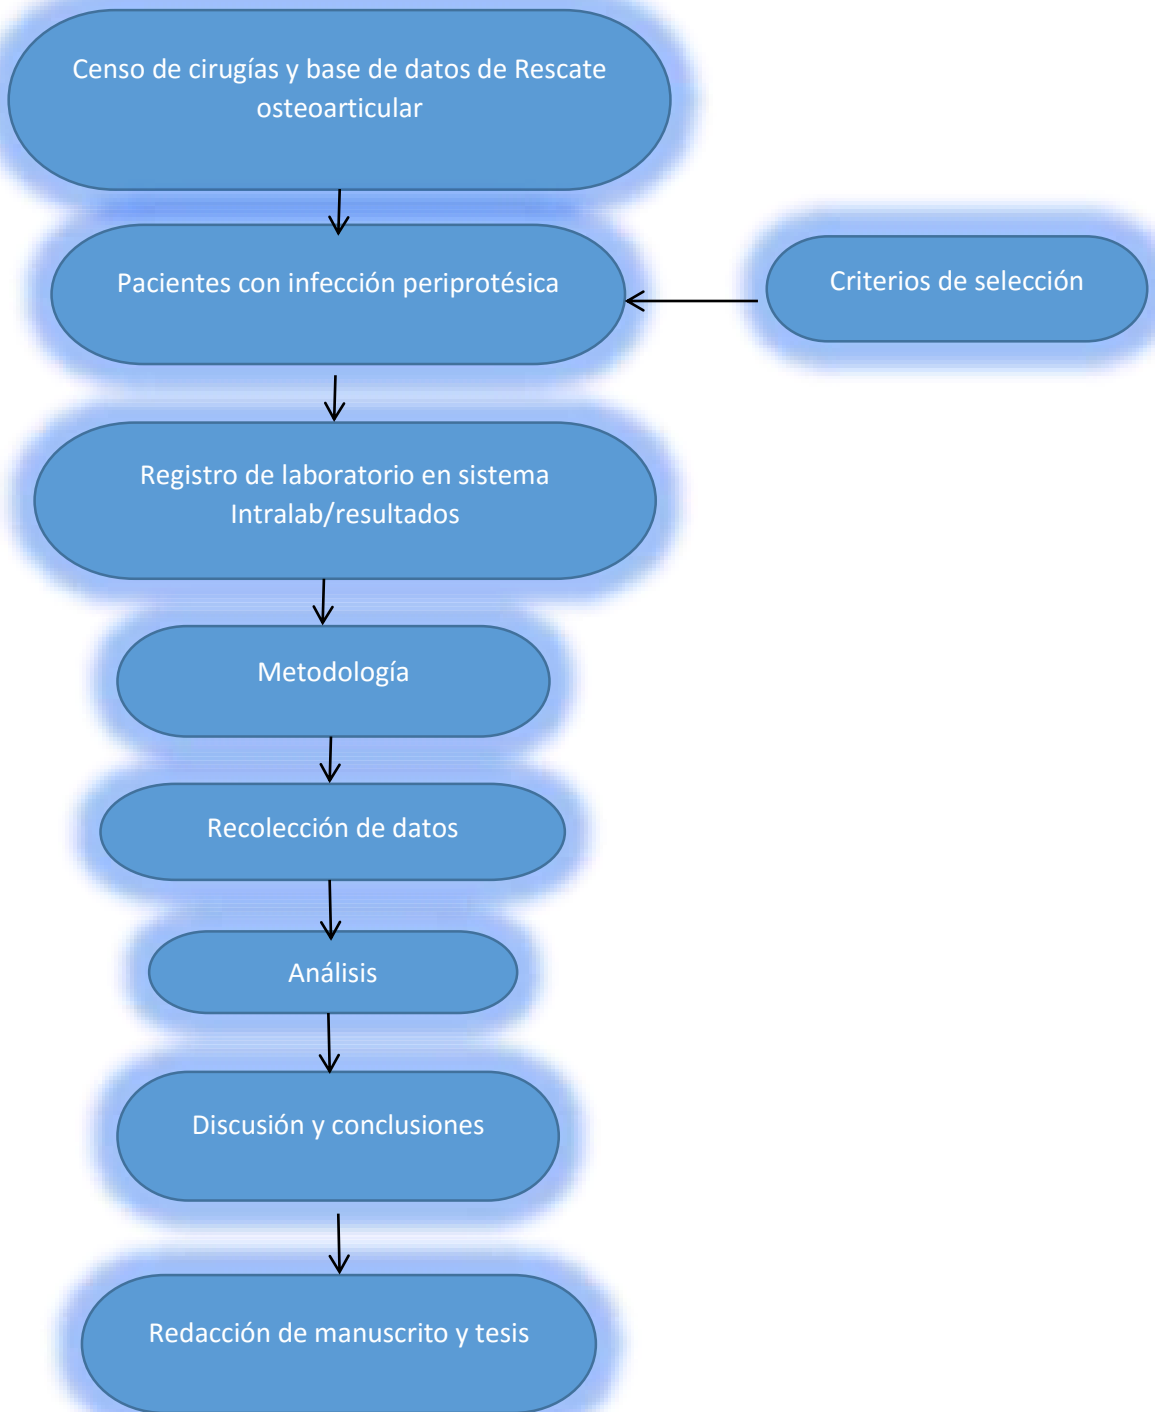 Censo de cirugías y base de datos de Rescate
osteoarticular
Pacientes con infección periprotésica
Criterios de selección
Registro de laboratorio en sistema
Intralab/resultados
Metodología
Recolección de datos
Análisis
Discusión y conclusiones
Redacción de manuscrito y tesis